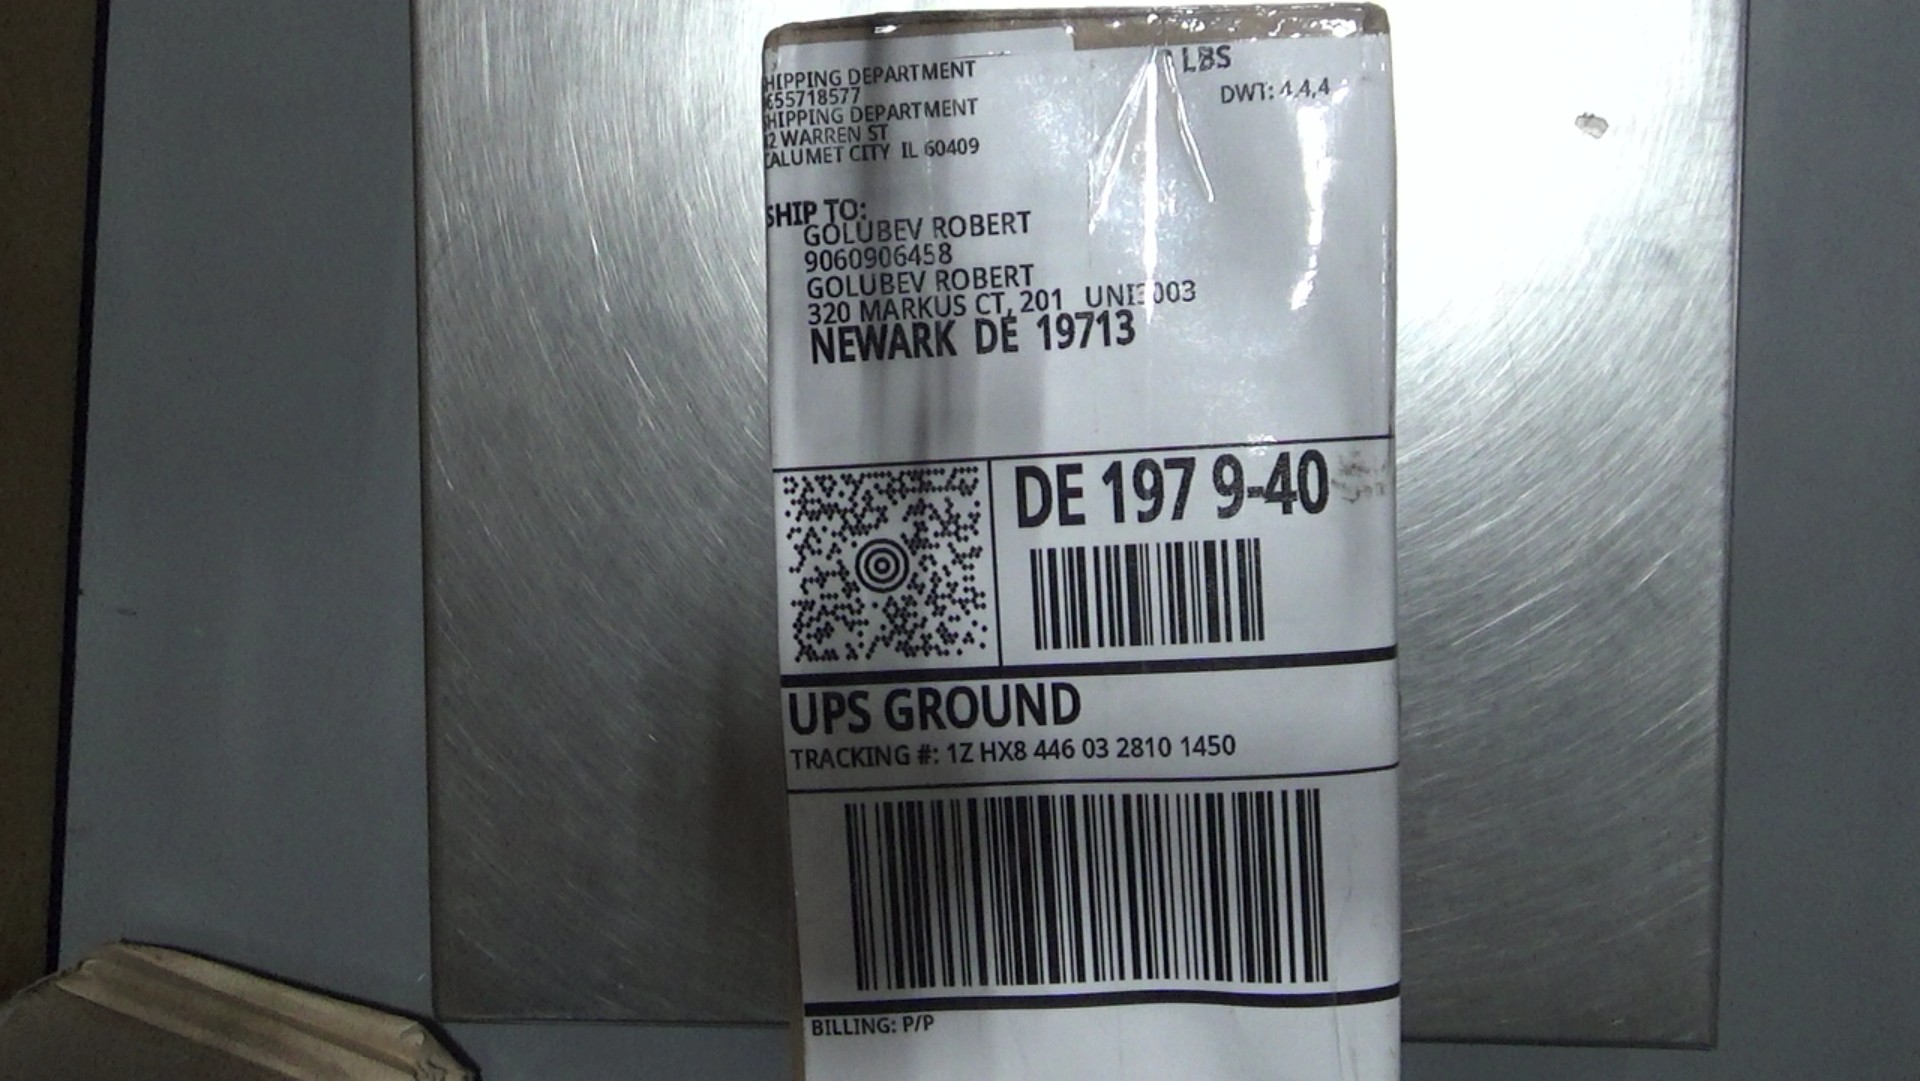 HIPPING DEPARTMENT
655718577
HIPPING DEPARTMENT
2 WARREN ST
CALUMET CITY IL 60409
LBS
DWT: 4,4,4
SHIP TO:
GOLUBEV ROBERT
9060906458
GOLUBEV ROBERT
320 MARKUS CT, 201
NEWARK DE 19713
DE 197 9-40
UPS GROUND
TRACKING #: 1Z HX8 446 03 2810 1450
BILLING: P/P